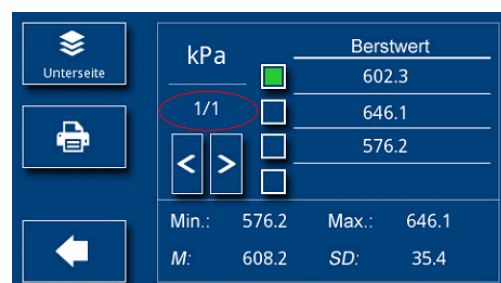 Unterseite
kPa
1/1
< >
Berstwert
602.3
646.1
576.2
Min.: 576.2 Max.: 646.1
M: 608.2 SD: 35.4